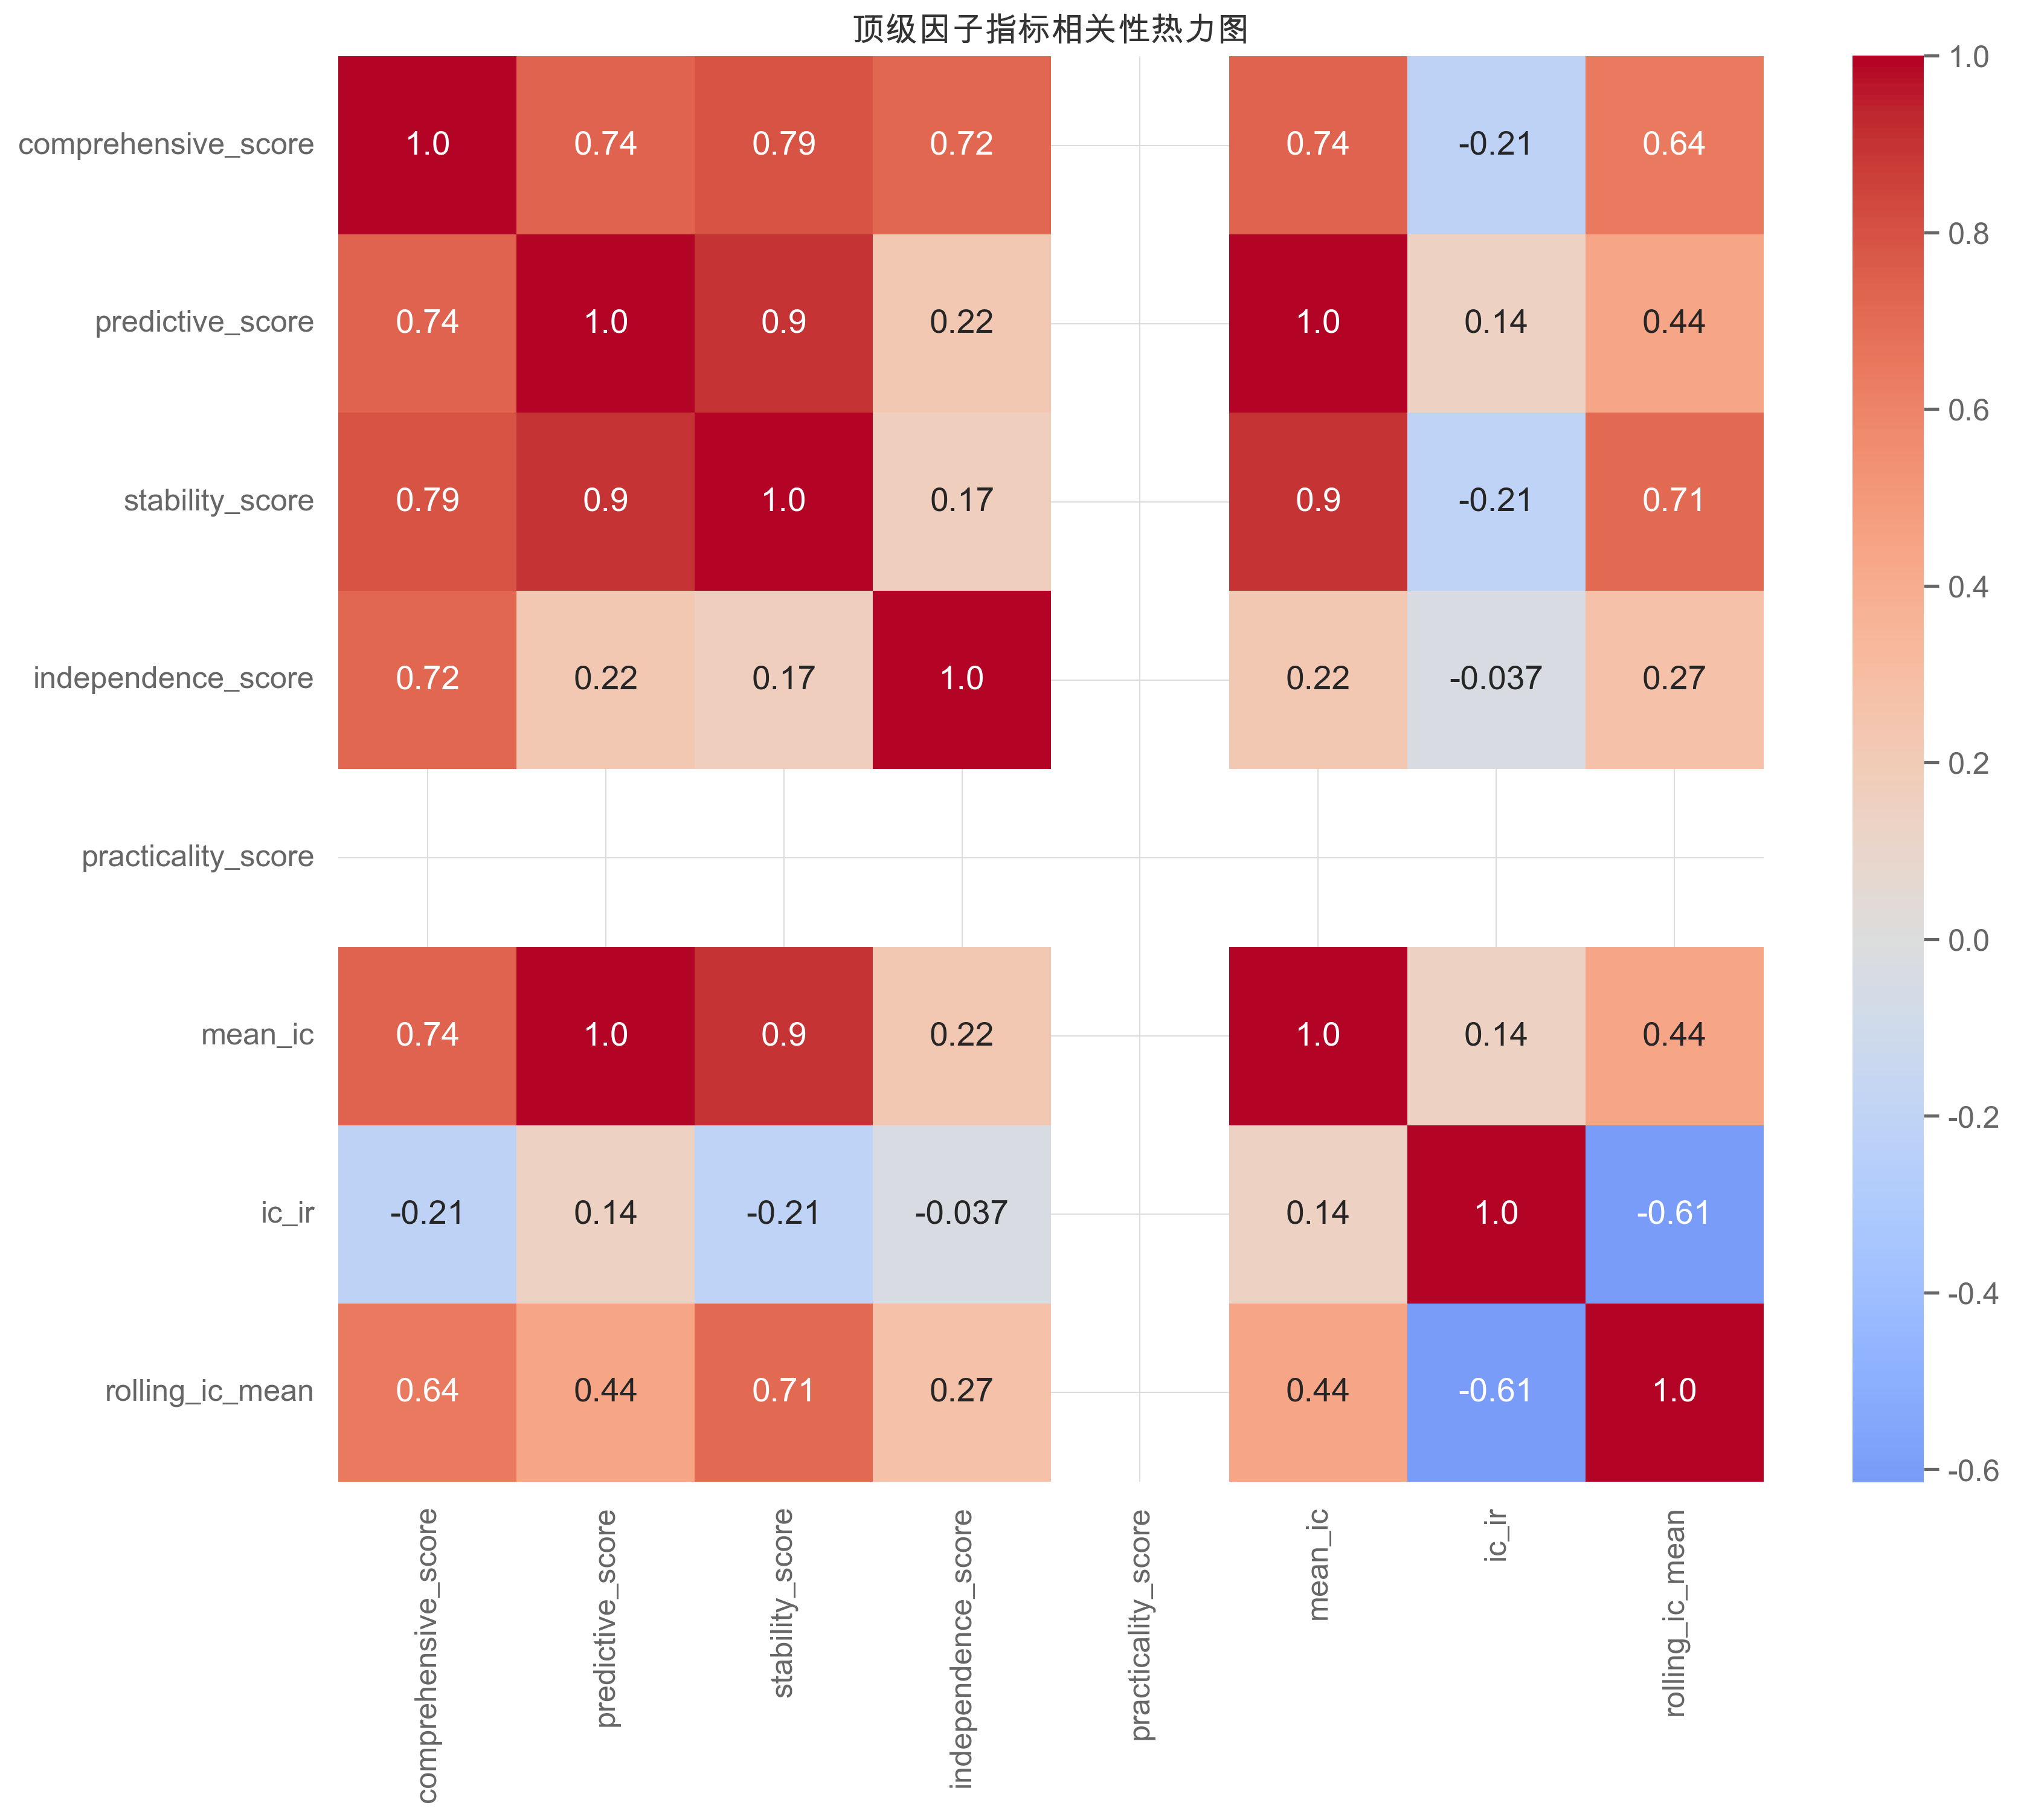 顶级因子指标相关性热力图
comprehensive_score 1.0 0.74 0.79 0.72 0.74 -0.21 0.64
predictive_score 0.74 1.0 0.9 0.22 1.0 0.14 0.44
stability_score 0.79 0.9 1.0 0.17 0.9 -0.21 0.71
independence_score 0.72 0.22 0.17 1.0 0.22 -0.037 0.27
practicality_score
mean_ic 0.74 1.0 0.9 0.22 1.0 0.14 0.44
ic_ir -0.21 0.14 -0.21 -0.037 0.14 1.0 -0.61
rolling_ic_mean 0.64 0.44 0.71 0.27 0.44 -0.61 1.0
comprehensive_score
predictive_score
stability_score
independence_score
practicality_score
mean_ic
ic_ir
rolling_ic_mean
1.0
0.8
0.6
0.4
0.2
0.0
-0.2
-0.4
-0.6